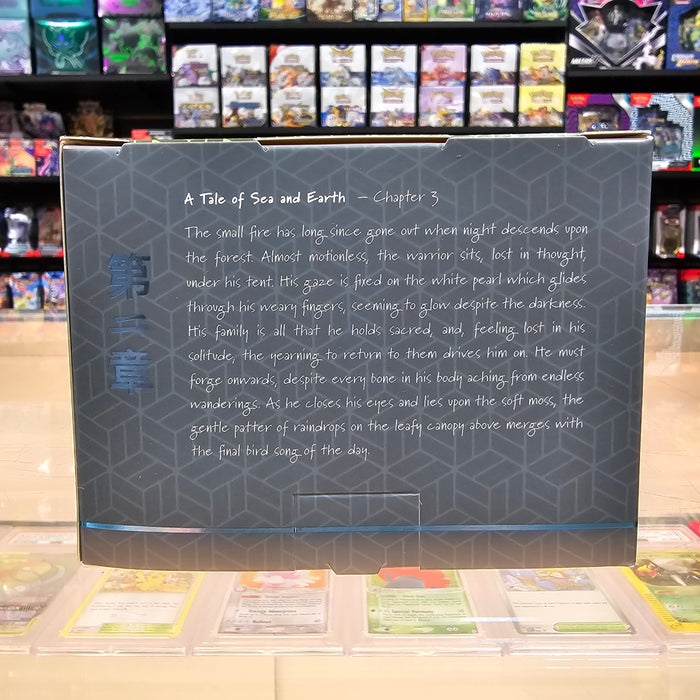 A Tale of Sea and Earth – Chapter 3
The small fire has long since gone out when night descends upon
the forest. Almost motionless, the warrior sits, lost in thought,
under his tent. His gaze is fixed on the white pearl which glides
through his weary fingers, seeming to glow despite the darkness.
His family is all that he holds sacred, and, feeling lost in his
solitude, the yearning to return to them drives him on. He must
forge onwards, despite every bone in his body aching from endless
wanderings. As he closes his eyes and lies upon the soft moss, the
gentle patter of raindrops on the leafy canopy above merges with
the final bird song of the day.
第
三
章